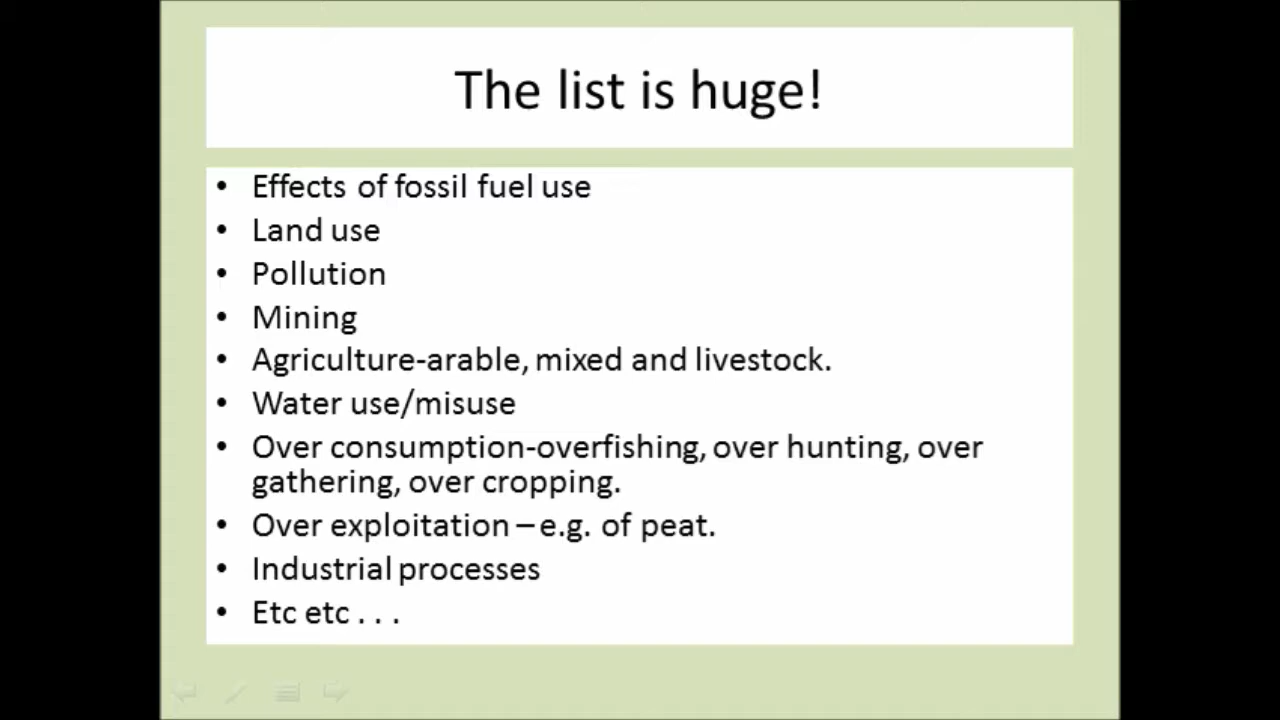 The list is huge!
• Effects of fossil fuel use
• Land use
• Pollution
• Mining
• Agriculture-arable, mixed and livestock.
• Water use/misuse
• Over consumption-overfishing, over hunting, over
gathering, over cropping.
• Over exploitation – e.g. of peat.
• Industrial processes
• Etc etc . . .